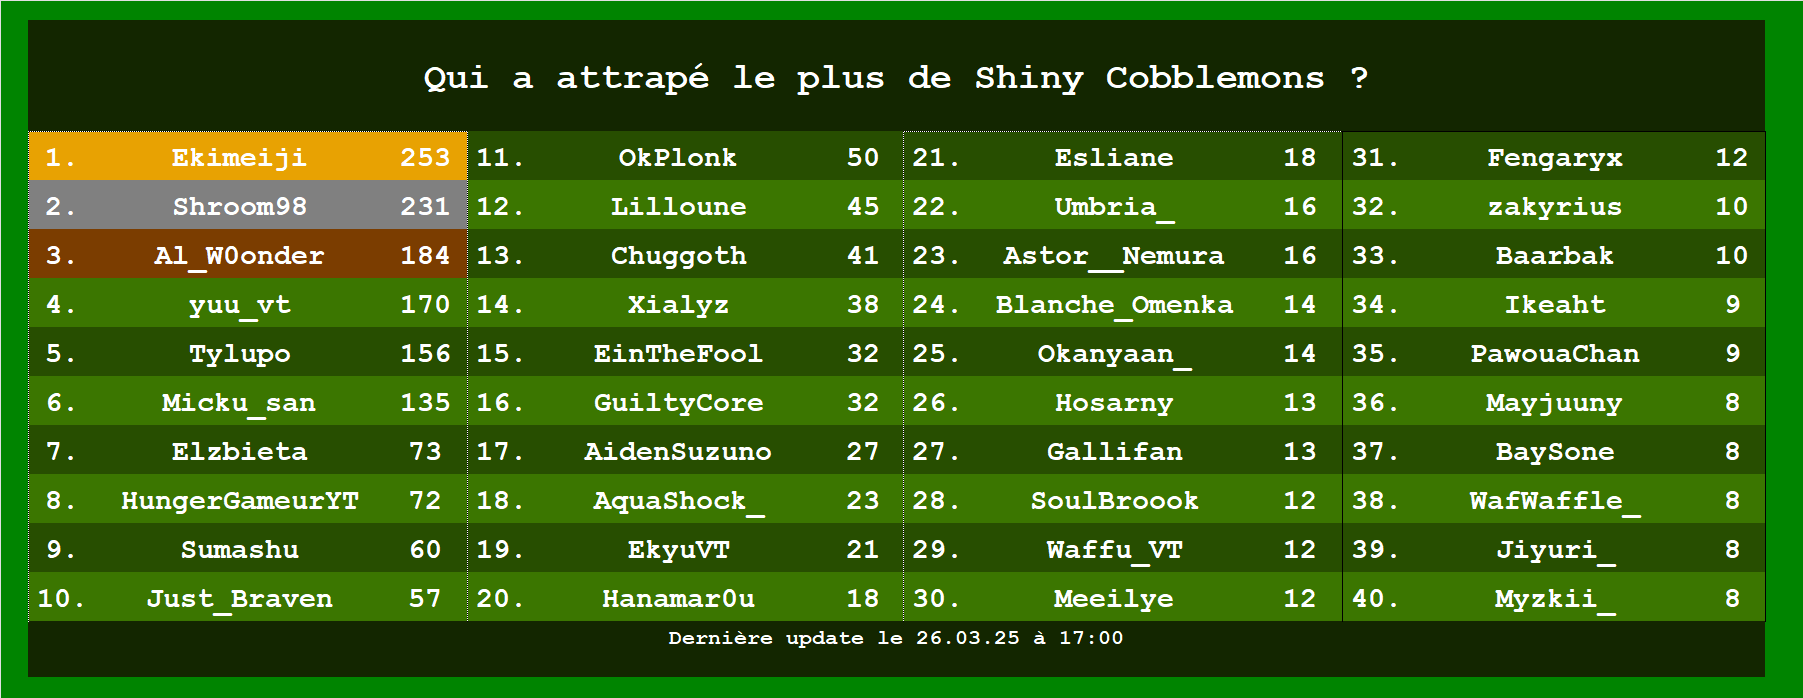 Qui a attrapé le plus de Shiny Cobblemons ?
1. Ekimeiji 253 11. OkPlonk 50 21. Esliane 18 31. Fengaryx 12
2. Shroom98 231 12. Lilloune 45 22. Umbria_ 16 32. zakyrius 10
3. Al_W0onder 184 13. Chuggoth 41 23. Astor__Nemura 16 33. Baarbak 10
4. yuu_vt 170 14. Xialyz 38 24. Blanche_Omenka 14 34. Ikeaht 9
5. Tylupo 156 15. EinTheFool 32 25. Okanyaan_ 14 35. PawouaChan 9
6. Micku_san 135 16. GuiltyCore 32 26. Hosarny 13 36. Mayjuuny 8
7. Elzbieta 73 17. AidenSuzuno 27 27. Gallifan 13 37. BaySone 8
8. HungerGameurYT 72 18. AquaShock_ 23 28. SoulBroook 12 38. WafWaffle_ 8
9. Sumashu 60 19. EkyuVT 21 29. Waffu_VT 12 39. Jiyuri_ 8
10. Just_Braven 57 20. Hanamar0u 18 30. Meeilye 12 40. Myzkii_ 8
Dernière update le 26.03.25 à 17:00